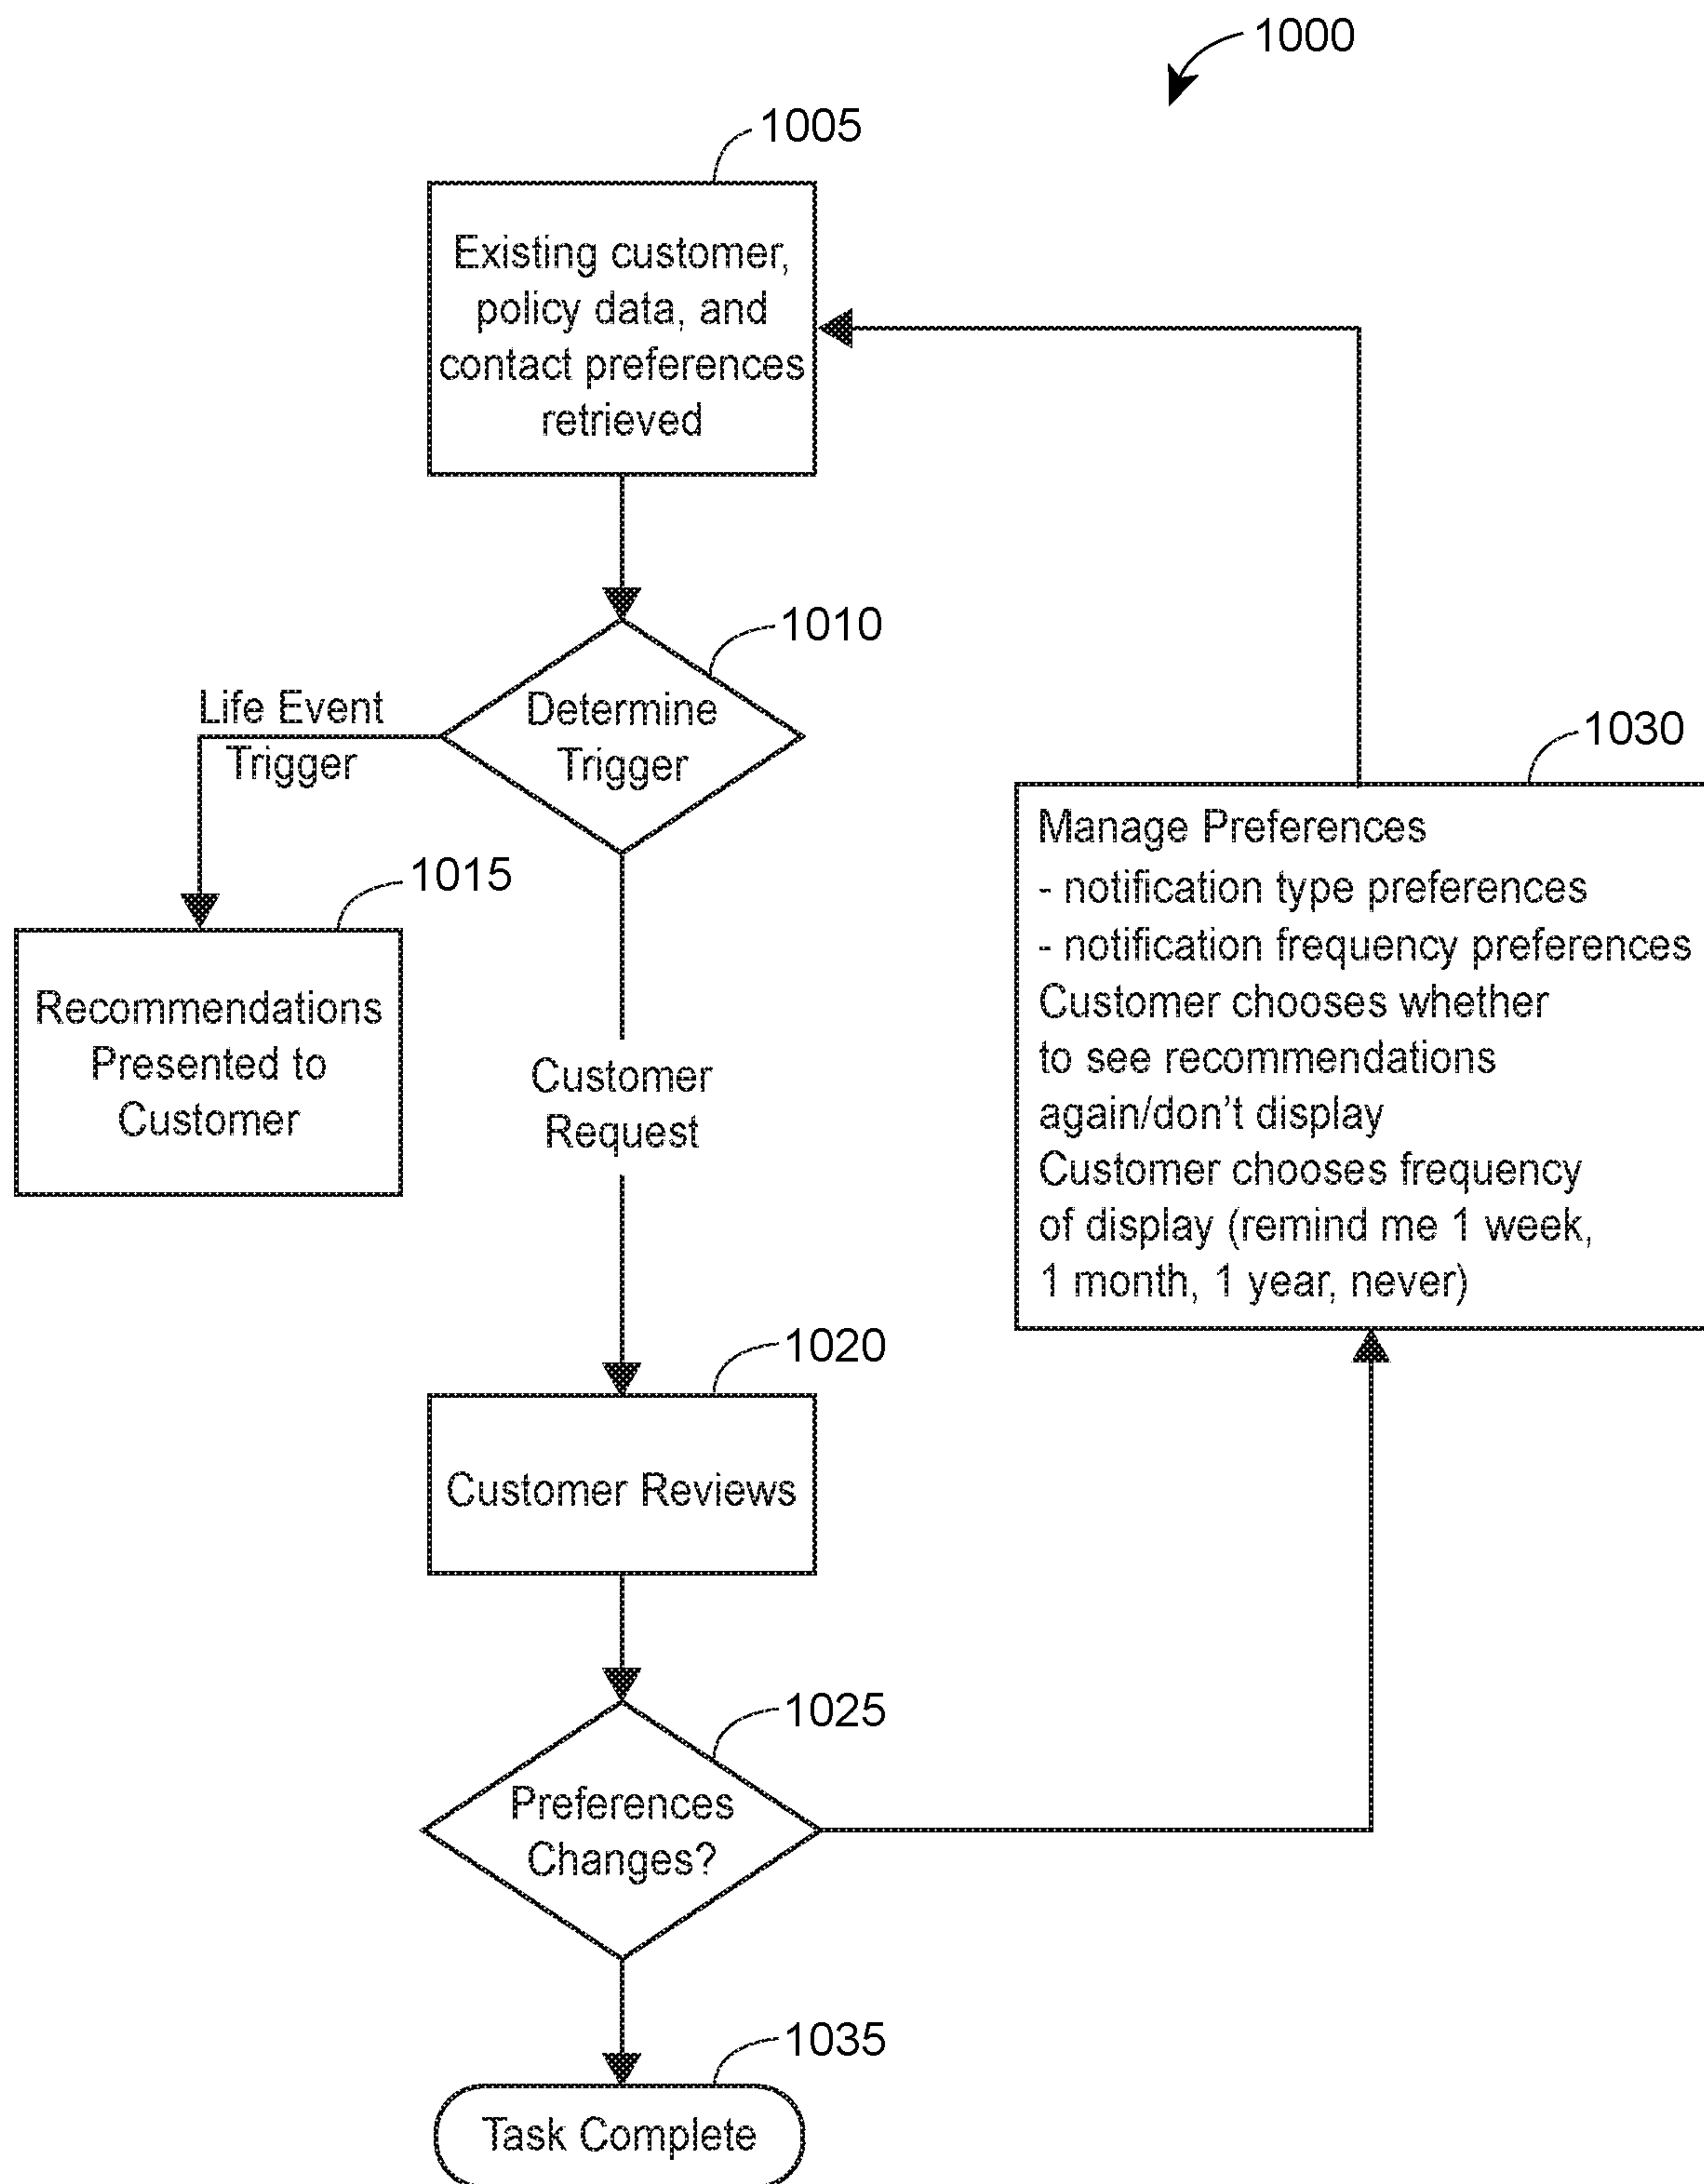 1000
1005
Existing customer,
policy data, and
contact preferences
retrieved
1010
Determine
Trigger
Life Event
Trigger
1015
Recommendations
Presented to
Customer
Customer
Request
1020
Customer Reviews
1025
Preferences
Changes?
1030
Manage Preferences
- notification type preferences
- notification frequency preferences
Customer chooses whether
to see recommendations
again/don't display
Customer chooses frequency
of display (remind me 1 week,
1 month, 1 year, never)
1035
Task Complete